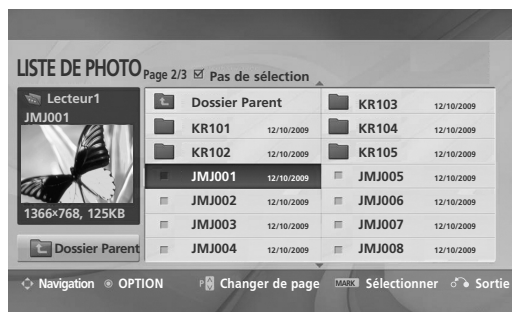 LISTE DE PHOTO Page 2/3 Pas de sélection
Lecteur1
JMJ001
1366×768, 125KB
Dossier Parent
Dossier Parent
KR101 12/10/2009
KR102 12/10/2009
JMJ001 12/10/2009
JMJ002 12/10/2009
JMJ003 12/10/2009
JMJ004 12/10/2009
KR103 12/10/2009
KR104 12/10/2009
KR105 12/10/2009
JMJ005 12/10/2009
JMJ006 12/10/2009
JMJ007 12/10/2009
JMJ008 12/10/2009
Navigation OPTION P Changer de page MARK Sélectionner Sortie